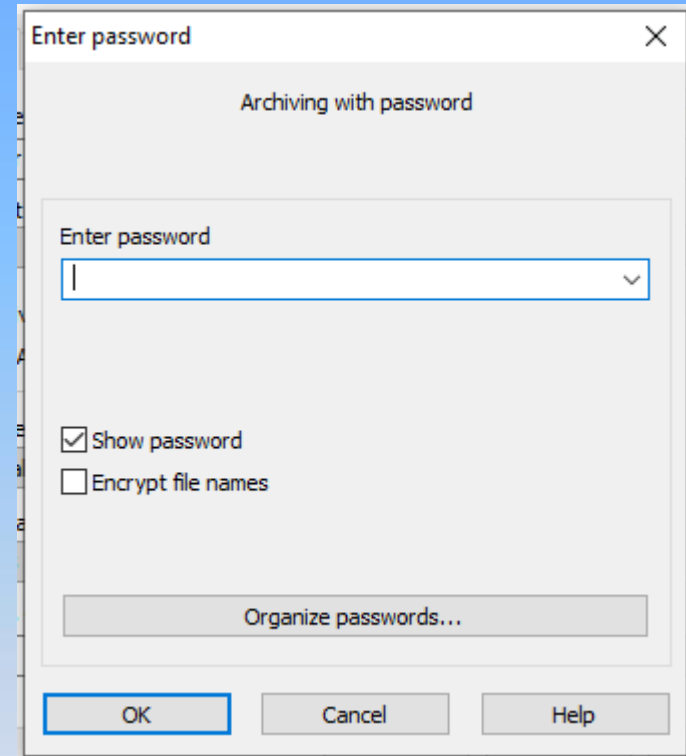 Enter password
Archiving with password
Enter password
Show password
Encrypt file names
Organize passwords...
OK Cancel Help